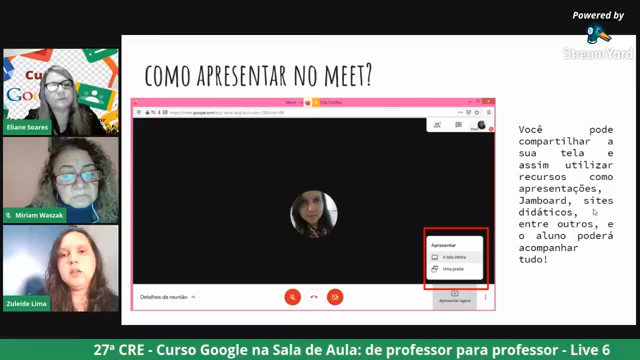 Powered by
StreamYard
Cu
Goog
Eliane Soares
Miriam Waszak
Zuleide Lima
COMO APRESENTAR NO MEET?
Apresentar
A tela inteira
Uma janela
Detalhes da reunião
Apresentar agora
Você pode
compartilhar a
sua tela e
assim utilizar
recursos como
apresentações,
Jamboard, sites
didáticos,
entre outros, e
o aluno poderá
acompanhar
tudo!
27ª CRE - Curso Google na Sala de Aula: de professor para professor - Live 6